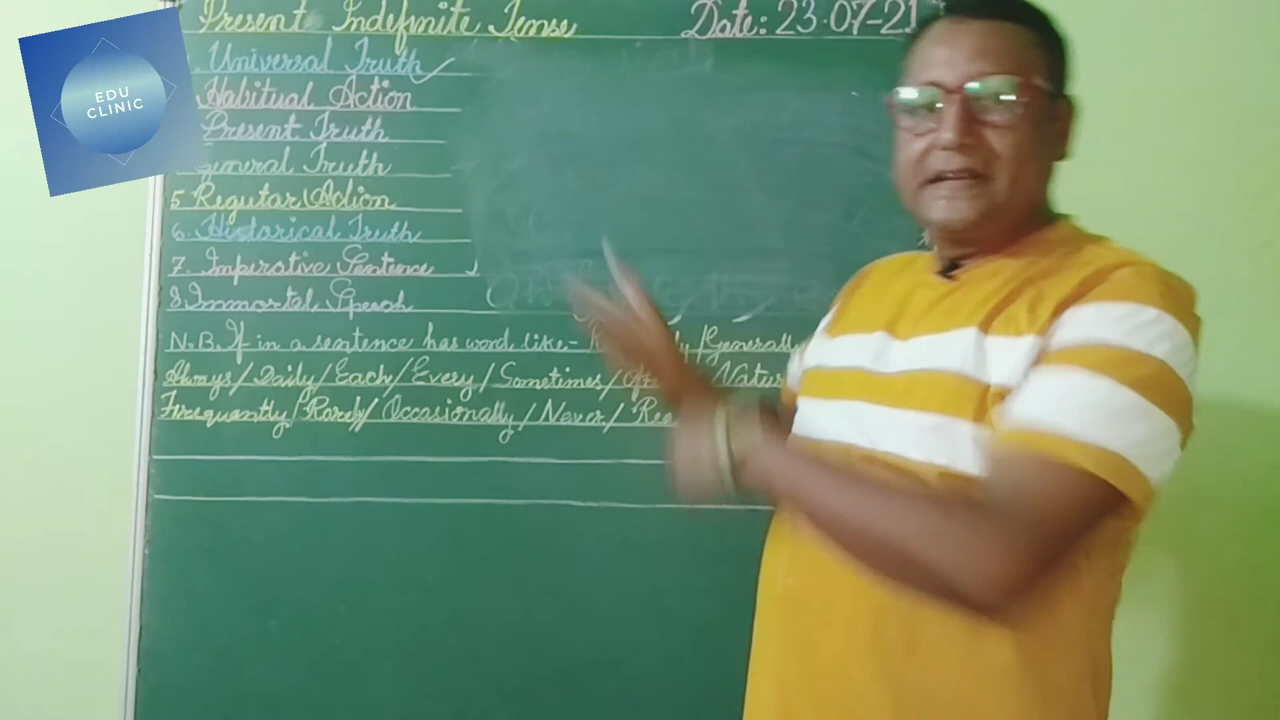 EDU
CLINIC
Present Indefinite Tense Date: 23-07-21
Universal Truth
Habitual Action
Present Truth
General Truth
5 Regular Action
6. Historical Truth
7. Imperative Sentence
8. Immortal Speech
N.B. If in a sentence has word like:- /Generally
Always/Daily/Each/Every/Sometimes/
Firequantly/Rarely/Occasionally/Never/